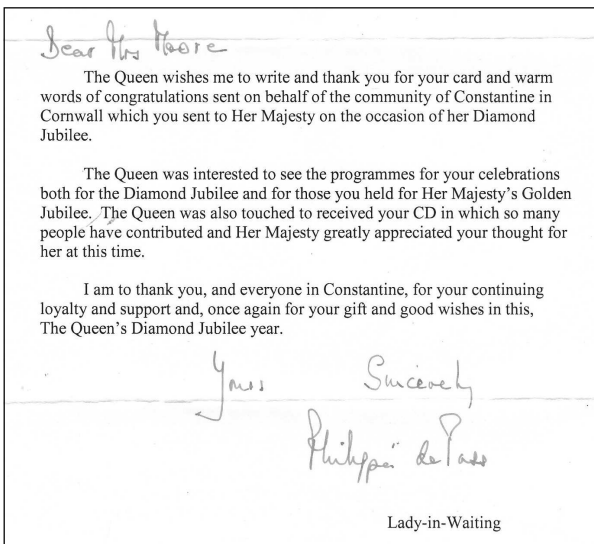 Dear Mrs Moore
The Queen wishes me to write and thank you for your card and warm
words of congratulations sent on behalf of the community of Constantine in
Cornwall which you sent to Her Majesty on the occasion of her Diamond
Jubilee.
The Queen was interested to see the programmes for your celebrations
both for the Diamond Jubilee and for those you held for Her Majesty's Golden
Jubilee. The Queen was also touched to received your CD in which so many
people have contributed and Her Majesty greatly appreciated your thought for
her at this time.
I am to thank you, and everyone in Constantine, for your continuing
loyalty and support and, once again for your gift and good wishes in this,
The Queen's Diamond Jubilee year.
Yours Sincerely
Philippa de Pass
Lady-in-Waiting